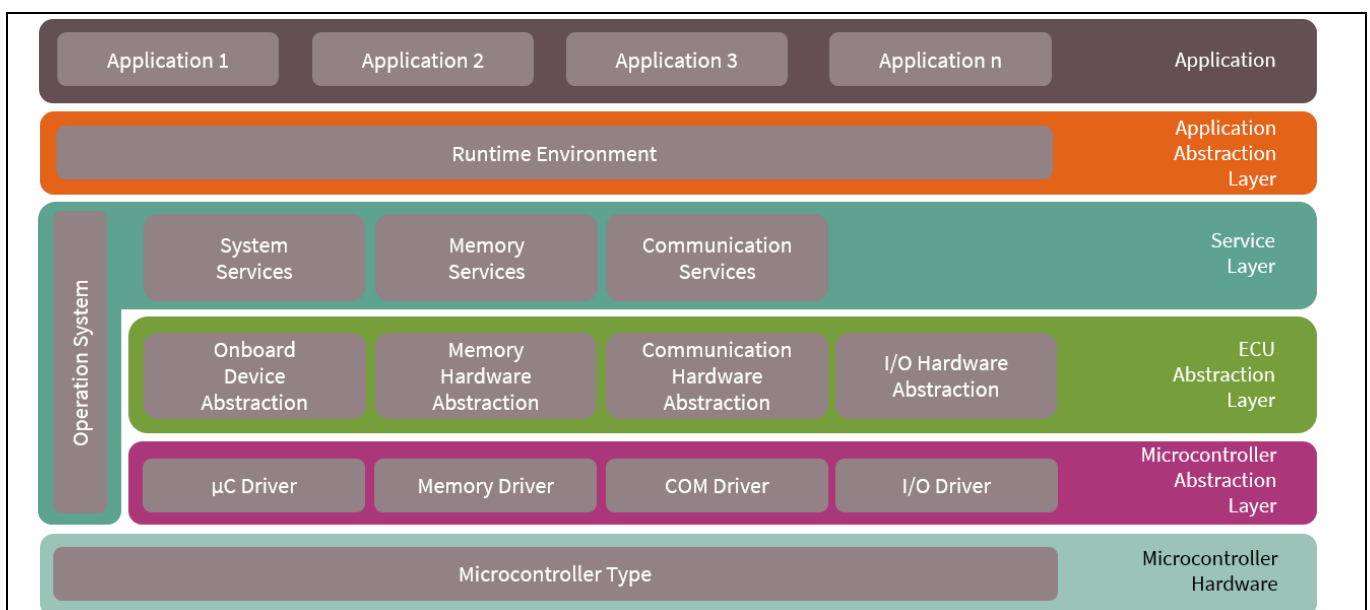 Application 1
Application 2
Application 3
Application n
Application
Runtime Environment
Application
Abstraction
Layer
Operation System
System
Services
Memory
Services
Communication
Services
Service
Layer
Onboard
Device
Abstraction
Memory
Hardware
Abstraction
Communication
Hardware
Abstraction
I/O Hardware
Abstraction
ECU
Abstraction
Layer
µC Driver
Memory Driver
COM Driver
I/O Driver
Microcontroller
Abstraction
Layer
Microcontroller Type
Microcontroller
Hardware